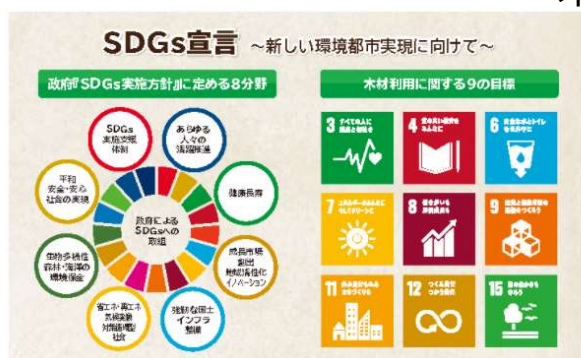 SDGs宣言 ～新しい環境都市実現に向けて～
政府『SDGs実施方針』に定める8分野
木材利用に関する9の目標
SDGs
実施支援
体制
あらゆる
人々の
活躍推進
平和
安全・安心
社会の実現
健康長寿
政府による
SDGsへの
取組
生物多様性
森林・海洋の
環境保全
成長市場
創出
地域活性化
イノベーション
省エネ・再エネ
気候変動
対策循環型
社会
強靭な国土
インフラ
整備
3 すべての人に
健康と福祉を
4 質の高い教育を
みんなに
6 安全な水とトイレ
を世界中に
7 エネルギーをみんなに
そしてクリーンに
8 働きがいも
経済成長も
9 産業と技術革新の
基盤をつくろう
11 住み続けられる
まちづくりを
12 つくる責任
つかう責任
15 陸の豊かさも
守ろう